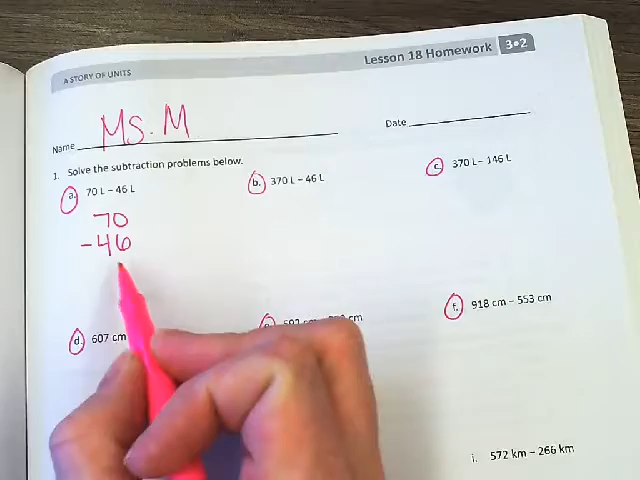 A STORY OF UNITS
Lesson 18 Homework 3•2
Name Ms. M
Date
1. Solve the subtraction problems below.
a. 70 L – 46 L
b. 370 L – 46 L
c. 370 L – 146 L
70
-46
d. 607 cm
cm
f. 918 cm – 553 cm
i. 572 km – 266 km